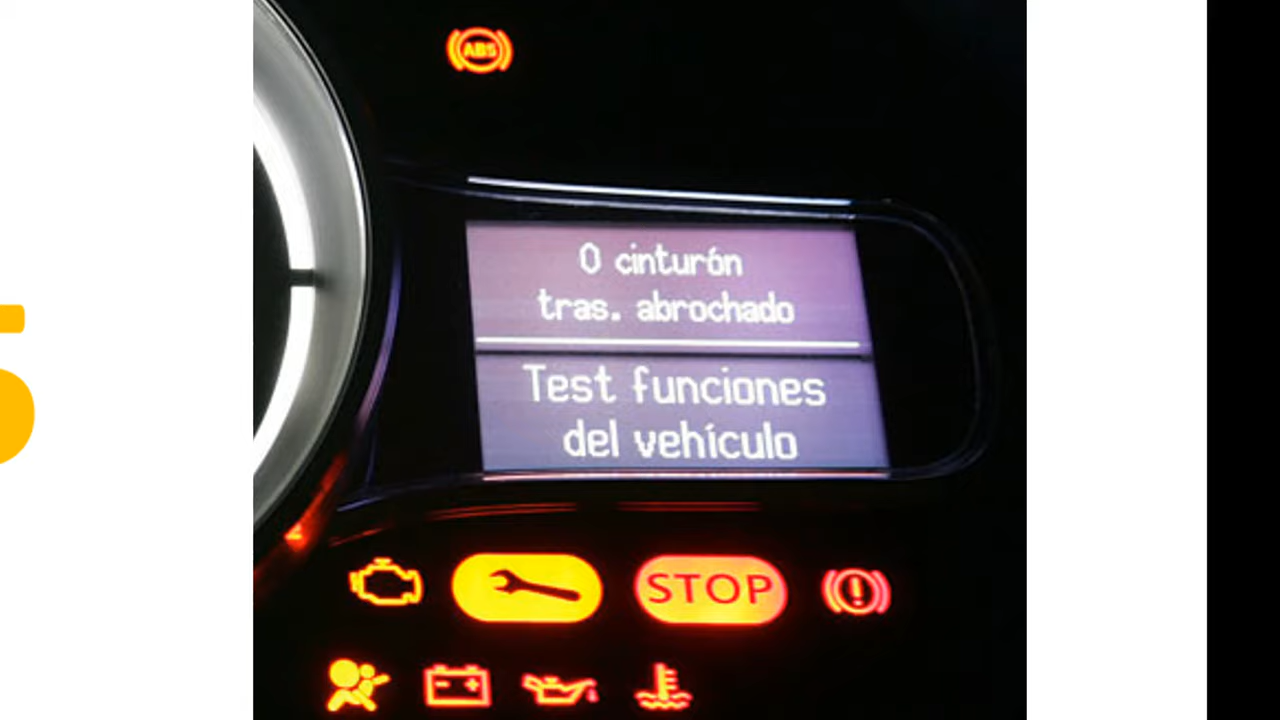 ABS
0 cinturón
tras. abrochado
Test funciones
del vehículo
STOP